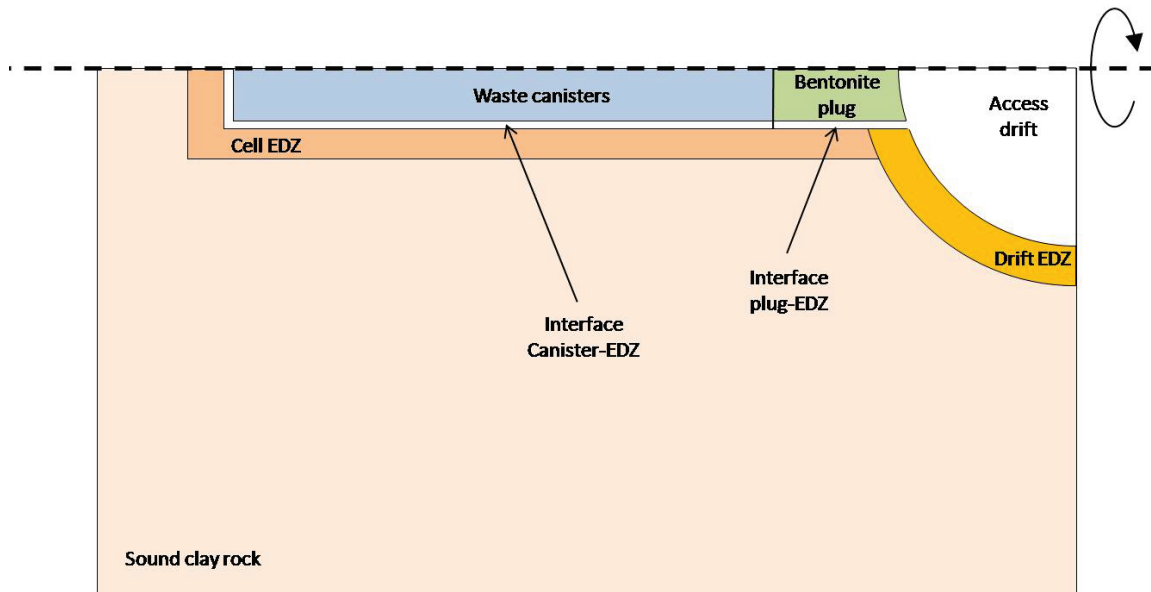 Waste canisters
Bentonite
plug
Access
drift
Cell EDZ
Drift EDZ
Interface
plug-EDZ
Interface
Canister-EDZ
Sound clay rock